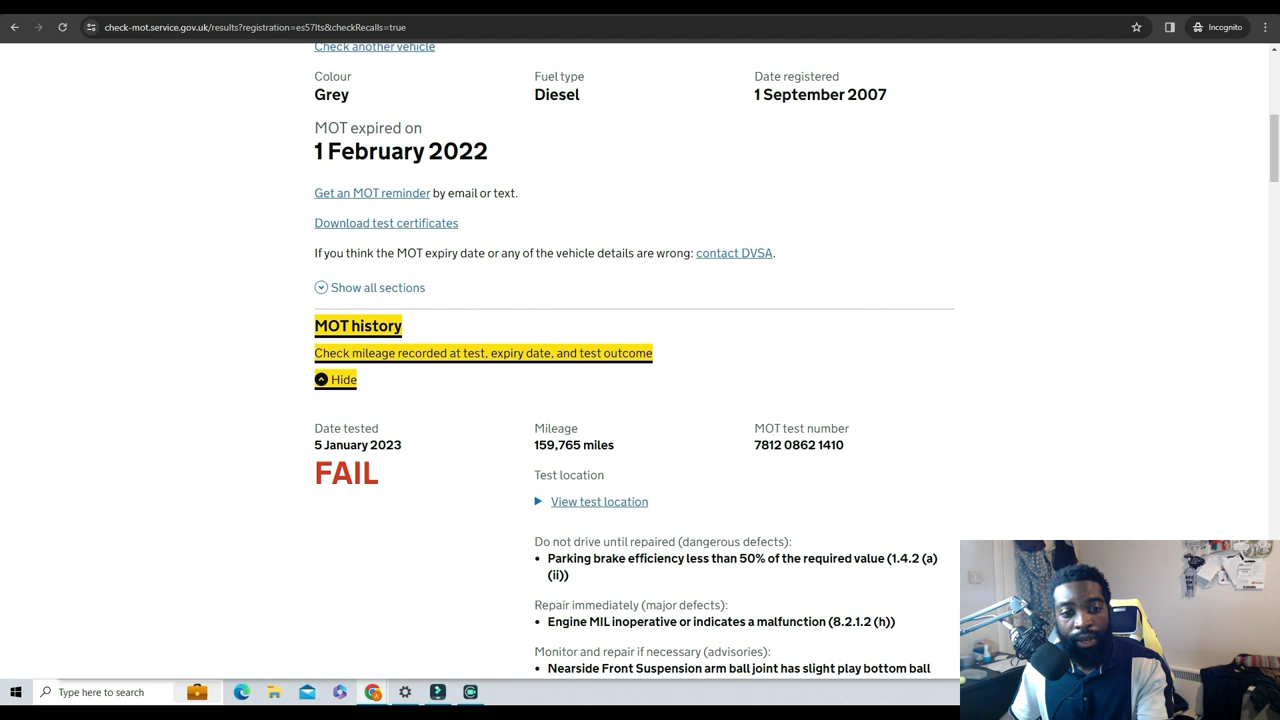 check-mot.service.gov.uk/results?registration=es57lts&checkRecalls=true
Incognito
Check another vehicle
Colour
Fuel type
Date registered
Grey
Diesel
1 September 2007
MOT expired on
1 February 2022
Get an MOT reminder by email or text.
Download test certificates
If you think the MOT expiry date or any of the vehicle details are wrong: contact DVSA.
Show all sections
MOT history
Check mileage recorded at test, expiry date, and test outcome
Hide
Date tested
Mileage
MOT test number
5 January 2023
159,765 miles
7812 0862 1410
FAIL
Test location
View test location
Do not drive until repaired (dangerous defects):
• Parking brake efficiency less than 50% of the required value (1.4.2 (a)
(ii))
Repair immediately (major defects):
• Engine MIL inoperative or indicates a malfunction (8.2.1.2 (h))
Monitor and repair if necessary (advisories):
• Nearside Front Suspension arm ball joint has slight play bottom ball
Type here to search